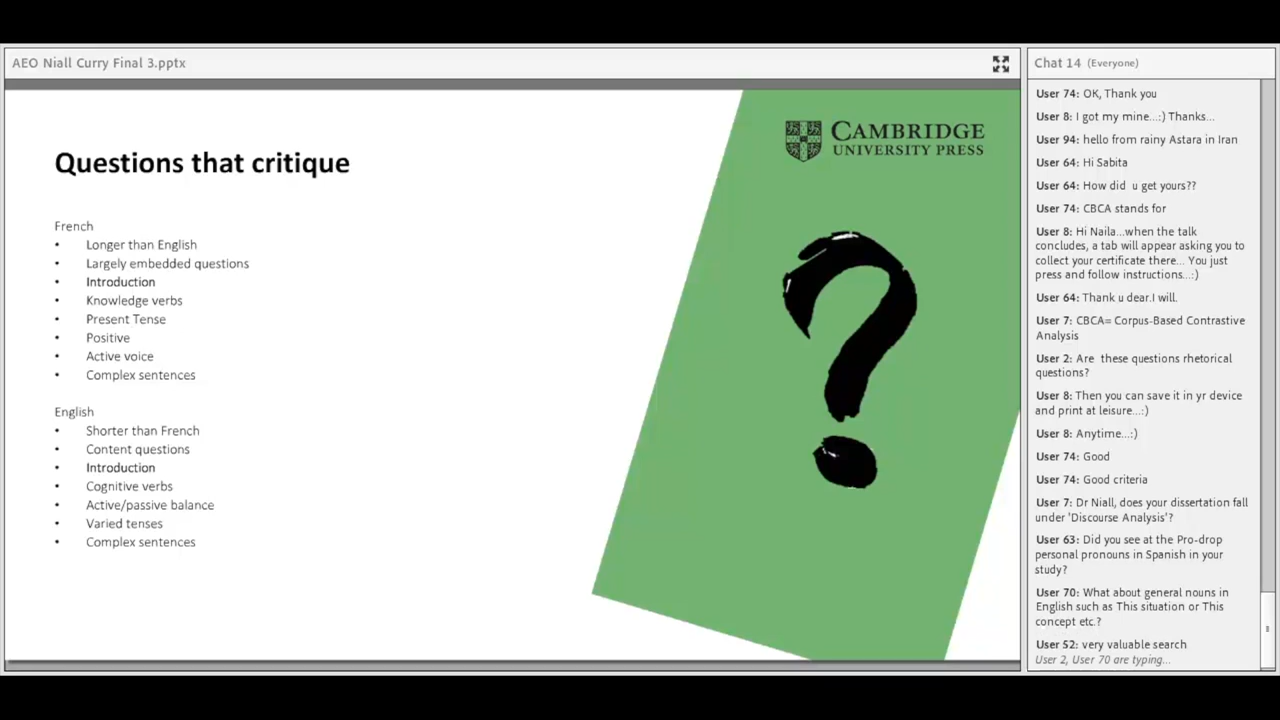 AEO Niall Curry Final 3.pptx
CAMBRIDGE
UNIVERSITY PRESS
Questions that critique
French
• Longer than English
• Largely embedded questions
• Introduction
• Knowledge verbs
• Present Tense
• Positive
• Active voice
• Complex sentences
English
• Shorter than French
• Content questions
• Introduction
• Cognitive verbs
• Active/passive balance
• Varied tenses
• Complex sentences
?
Chat 14 (Everyone)
User 74: OK, Thank you
User 8: I got my mine...:) Thanks...
User 94: hello from rainy Astara in Iran
User 64: Hi Sabita
User 64: How did u get yours??
User 74: CBCA stands for
User 8: Hi Naila...when the talk
concludes, a tab will appear asking you to
collect your certificate there... You just
press and follow instructions...:)
User 64: Thank u dear.I will.
User 7: CBCA= Corpus-Based Contrastive
Analysis
User 2: Are these questions rhetorical
questions?
User 8: Then you can save it in yr device
and print at leisure...:)
User 8: Anytime...:)
User 74: Good
User 74: Good criteria
User 7: Dr Niall, does your dissertation fall
under 'Discourse Analysis'?
User 63: Did you see at the Pro-drop
personal pronouns in Spanish in your
study?
User 70: What about general nouns in
English such as This situation or This
concept etc.?
User 52: very valuable search
User 2, User 70 are typing...